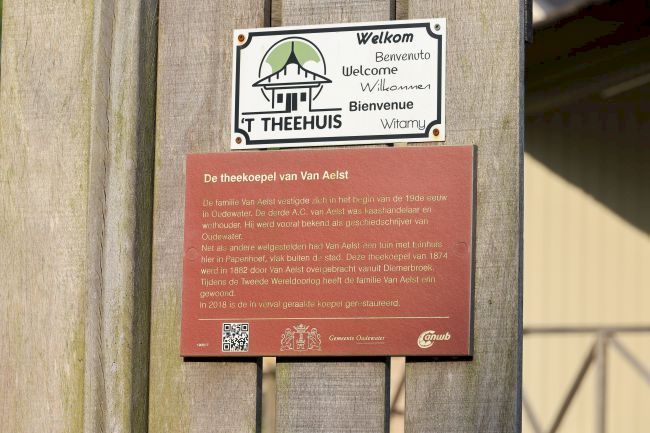 Welkom
Benvenuto
Welcome
Willkommen
Bienvenue
'T THEEHUIS
Witamy
De theekoepel van Van Aelst
De familie Van Aelst vestigde zich in het begin van de 19de eeuw
in Oudewater. De derde A.C. van Aelst was kaashandelaar en
wethouder. Hij werd vooral bekend als geschiedschrijver van
Oudewater.
Net als andere welgestelden had Van Aelst een tuin met tuinhuis
hier in Papenhoef, vlak buiten de stad. Deze theekoepel van 1874
werd in 1882 door Van Aelst overgebracht vanuit Diemerbroek.
Tijdens de Tweede Wereldoorlog heeft de familie Van Aelst erin
gewoond.
In 2018 is de in verval geraakte koepel gerestaureerd.
Gemeente Oudewater
anwb